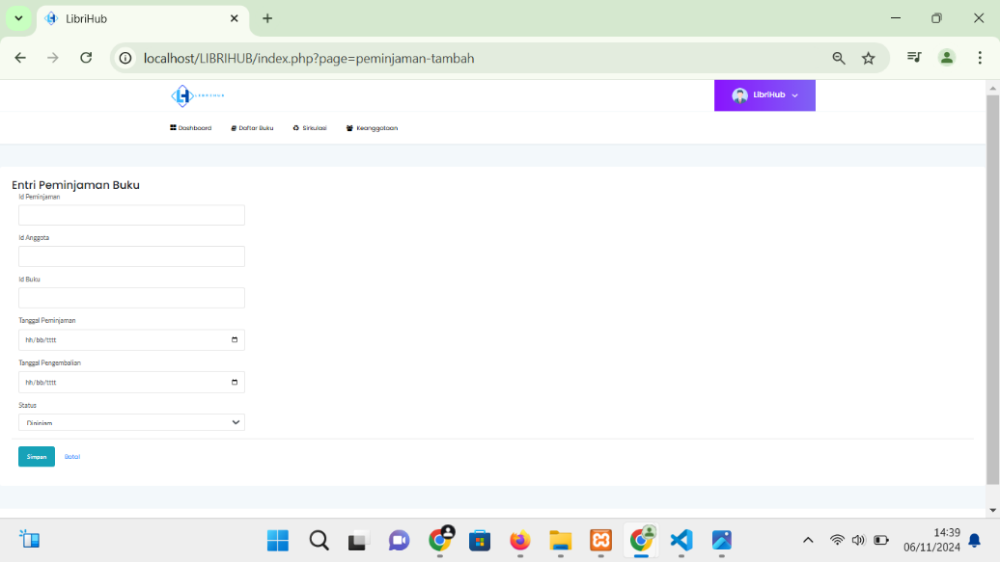 LibriHub
localhost/LIBRIHUB/index.php?page=peminjaman-tambah
LIBRIHUB
LibriHub
Dashboard
Daftar Buku
Sirkulasi
Keanggotaan
Entri Peminjaman Buku
Id Peminjaman
Id Anggota
Id Buku
Tanggal Peminjaman
hh/bb/tttt
Tanggal Pengembalian
hh/bb/tttt
Status
Dipinjam
Simpan
Batal
14:39
06/11/2024